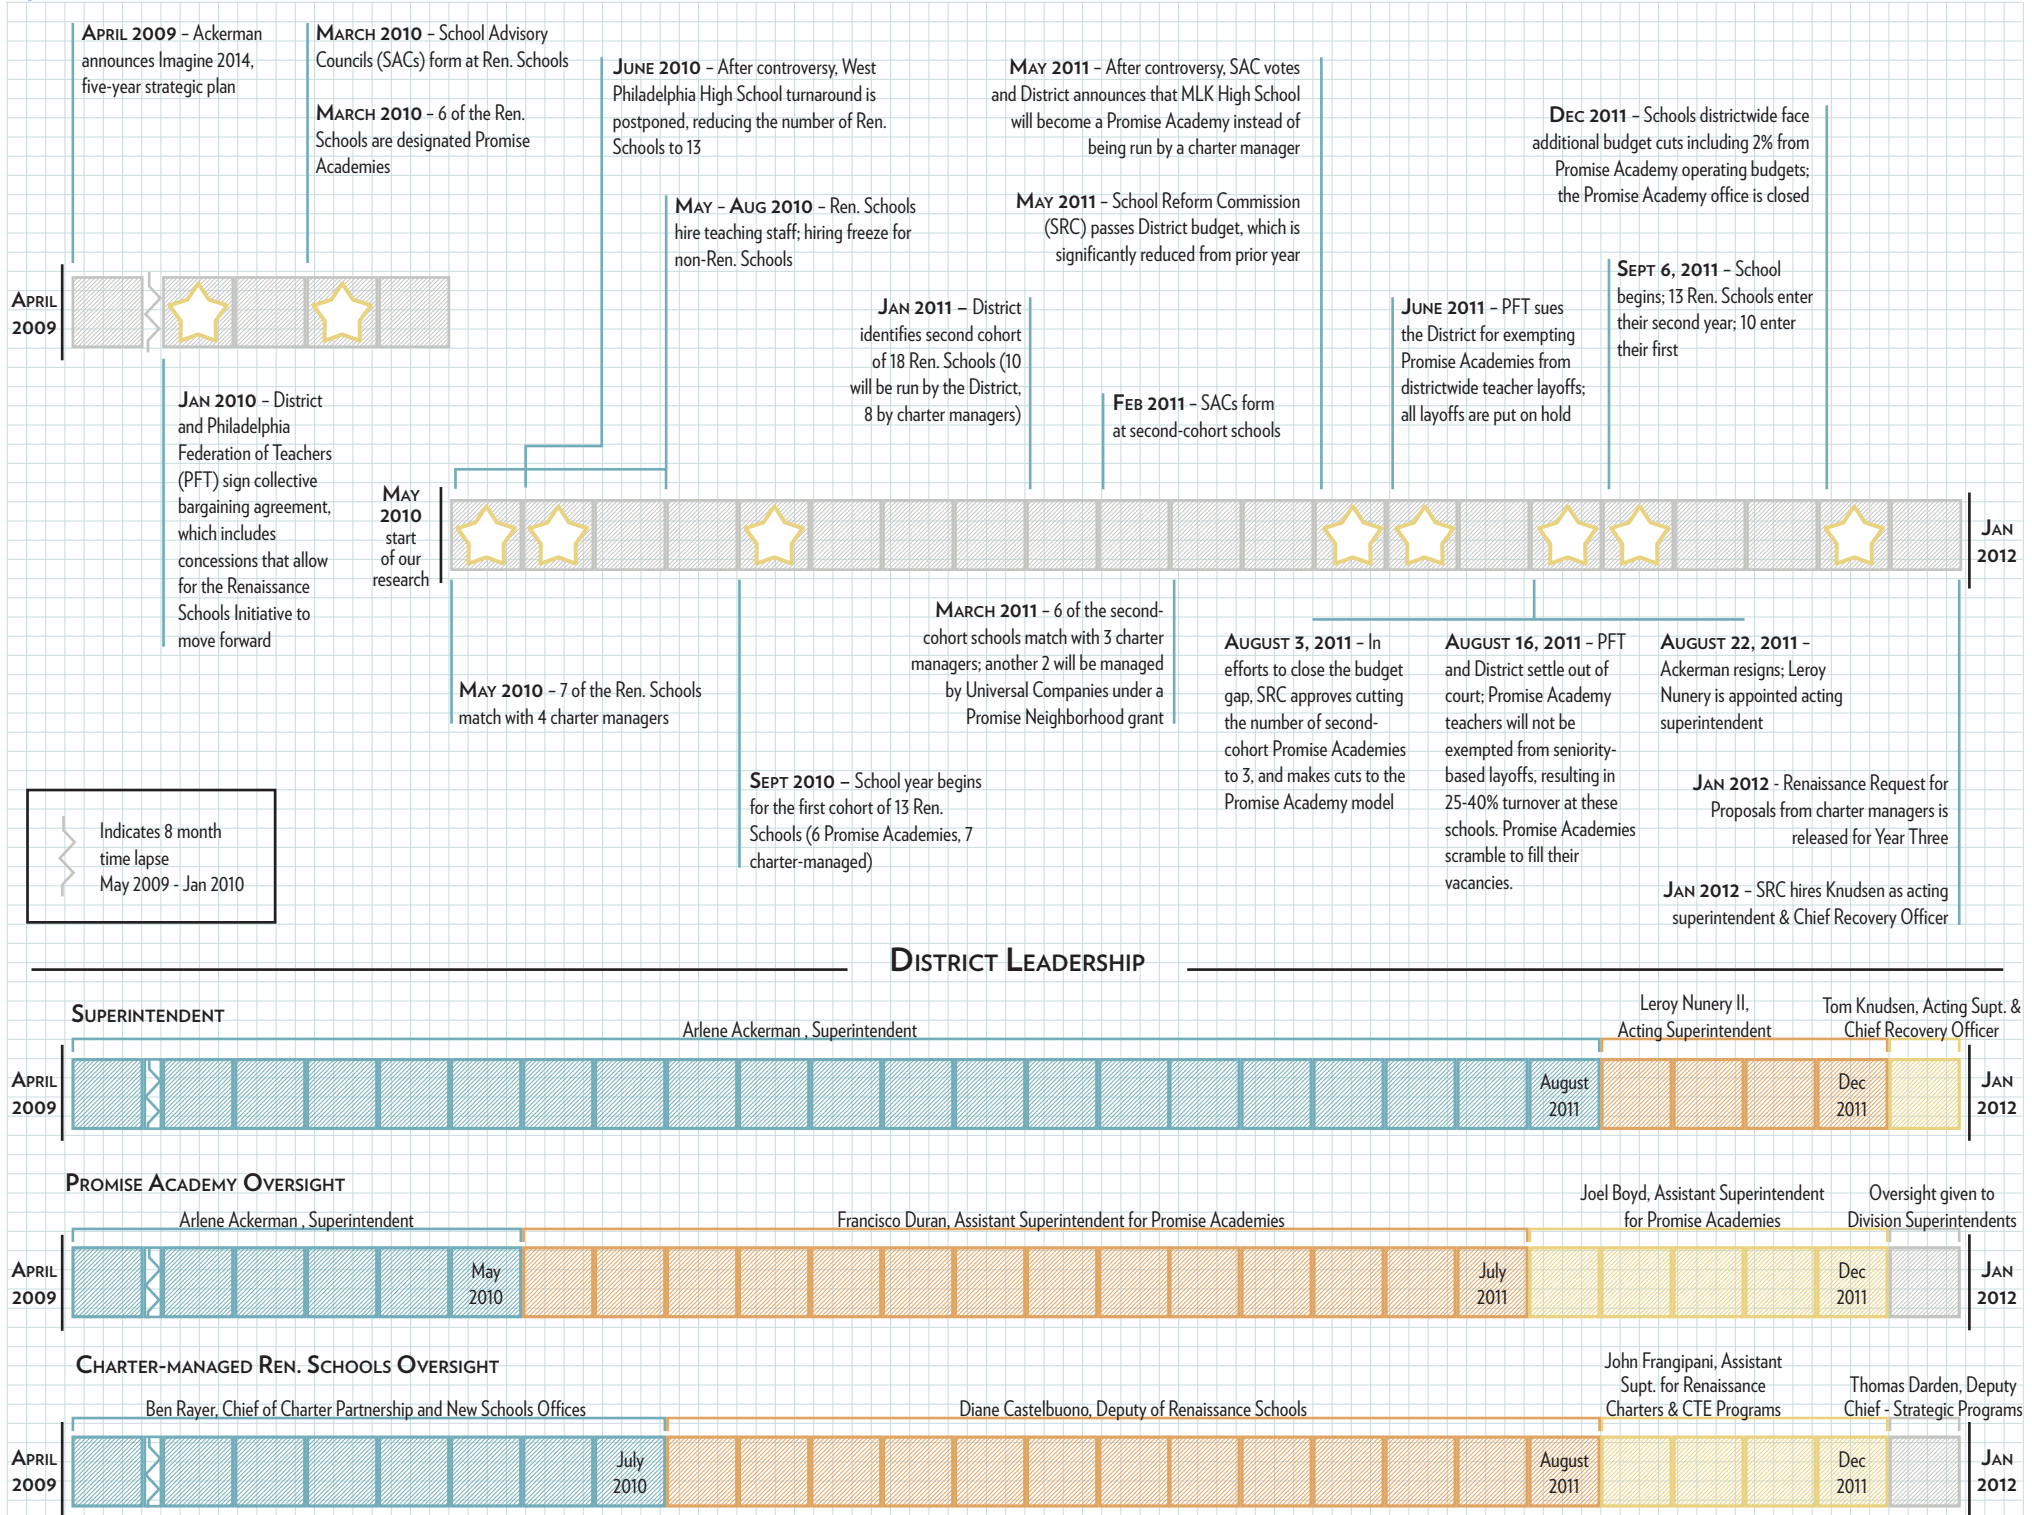 April 2009 – Ackerman
announces Imagine 2014,
five-year strategic plan
March 2010 – School Advisory
Councils (SACs) form at Ren. Schools
March 2010 – 6 of the Ren.
Schools are designated Promise
Academies
June 2010 – After controversy, West
Philadelphia High School turnaround is
postponed, reducing the number of Ren.
Schools to 13
May – Aug 2010 – Ren. Schools
hire teaching staff; hiring freeze for
non-Ren. Schools
May 2011 – After controversy, SAC votes
and District announces that MLK High School
will become a Promise Academy instead of
being run by a charter manager
May 2011 – School Reform Commission
(SRC) passes District budget, which is
significantly reduced from prior year
Dec 2011 – Schools districtwide face
additional budget cuts including 2% from
Promise Academy operating budgets;
the Promise Academy office is closed
Sept 6, 2011 – School
begins; 13 Ren. Schools enter
their second year; 10 enter
their first
Jan 2011 – District
identifies second cohort
of 18 Ren. Schools (10
will be run by the District,
8 by charter managers)
Feb 2011 – SACs form
at second-cohort schools
June 2011 – PFT sues
the District for exempting
Promise Academies from
districtwide teacher layoffs;
all layoffs are put on hold
April
2009
Jan 2010 – District
and Philadelphia
Federation of Teachers
(PFT) sign collective
bargaining agreement,
which includes
concessions that allow
for the Renaissance
Schools Initiative to
move forward
May
2010
start
of our
research
Jan
2012
May 2010 – 7 of the Ren. Schools
match with 4 charter managers
Sept 2010 – School year begins
for the first cohort of 13 Ren.
Schools (6 Promise Academies, 7
charter-managed)
March 2011 – 6 of the second-
cohort schools match with 3 charter
managers; another 2 will be managed
by Universal Companies under a
Promise Neighborhood grant
August 3, 2011 – In
efforts to close the budget
gap, SRC approves cutting
the number of second-
cohort Promise Academies
to 3, and makes cuts to the
Promise Academy model
August 16, 2011 – PFT
and District settle out of
court; Promise Academy
teachers will not be
exempted from seniority-
based layoffs, resulting in
25-40% turnover at these
schools. Promise Academies
scramble to fill their
vacancies.
August 22, 2011 –
Ackerman resigns; Leroy
Nunery is appointed acting
superintendent
Jan 2012 - Renaissance Request for
Proposals from charter managers is
released for Year Three
Jan 2012 – SRC hires Knudsen as acting
superintendent & Chief Recovery Officer
Indicates 8 month
time lapse
May 2009 - Jan 2010
District Leadership
Superintendent
Arlene Ackerman , Superintendent
Leroy Nunery II,
Acting Superintendent
Tom Knudsen, Acting Supt. &
Chief Recovery Officer
April
2009
August
2011
Dec
2011
Jan
2012
Promise Academy Oversight
Arlene Ackerman , Superintendent
Francisco Duran, Assistant Superintendent for Promise Academies
Joel Boyd, Assistant Superintendent
for Promise Academies
Oversight given to
Division Superintendents
April
2009
May
2010
July
2011
Dec
2011
Jan
2012
Charter-managed Ren. Schools Oversight
Ben Rayer, Chief of Charter Partnership and New Schools Offices
Diane Castelbuono, Deputy of Renaissance Schools
John Frangipani, Assistant
Supt. for Renaissance
Charters & CTE Programs
Thomas Darden, Deputy
Chief - Strategic Programs
April
2009
July
2010
August
2011
Dec
2011
Jan
2012